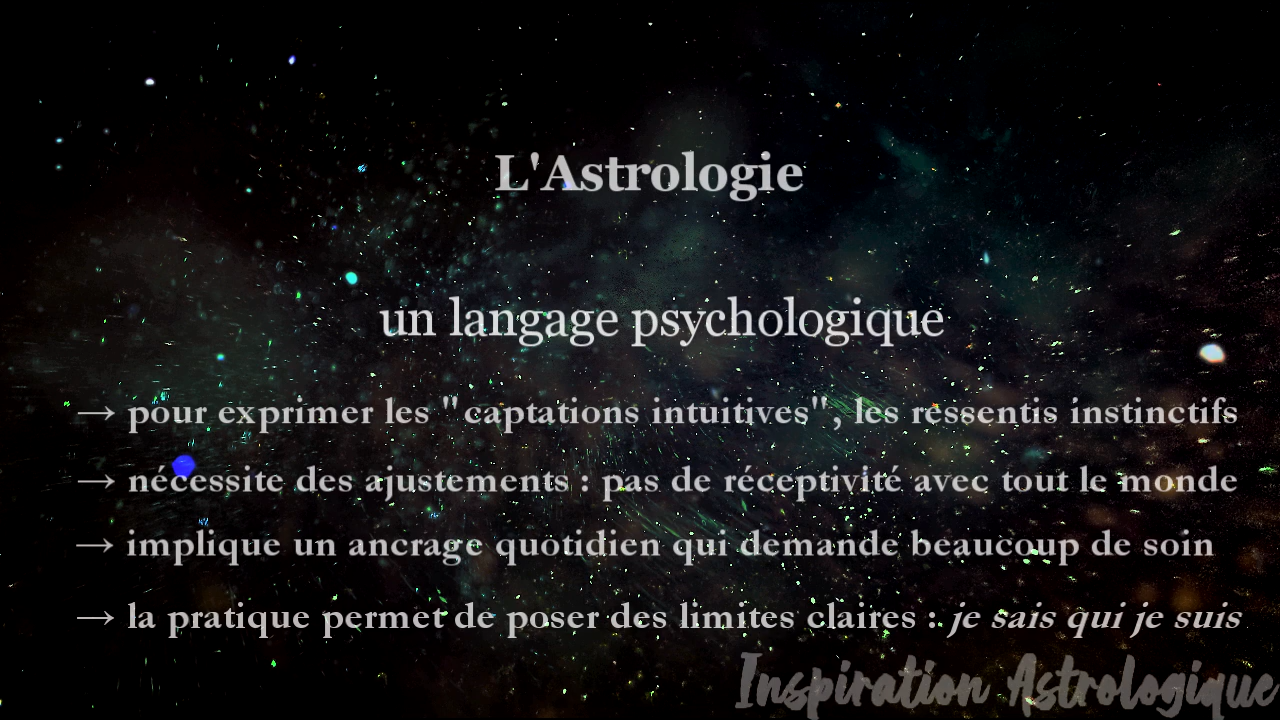 L'Astrologie
un langage psychologique
→ pour exprimer les "captations intuitives", les ressentis instinctifs
→ nécessite des ajustements : pas de réceptivité avec tout le monde
→ implique un ancrage quotidien qui demande beaucoup de soin
→ la pratique permet de poser des limites claires : je sais qui je suis
Inspiration Astrologique